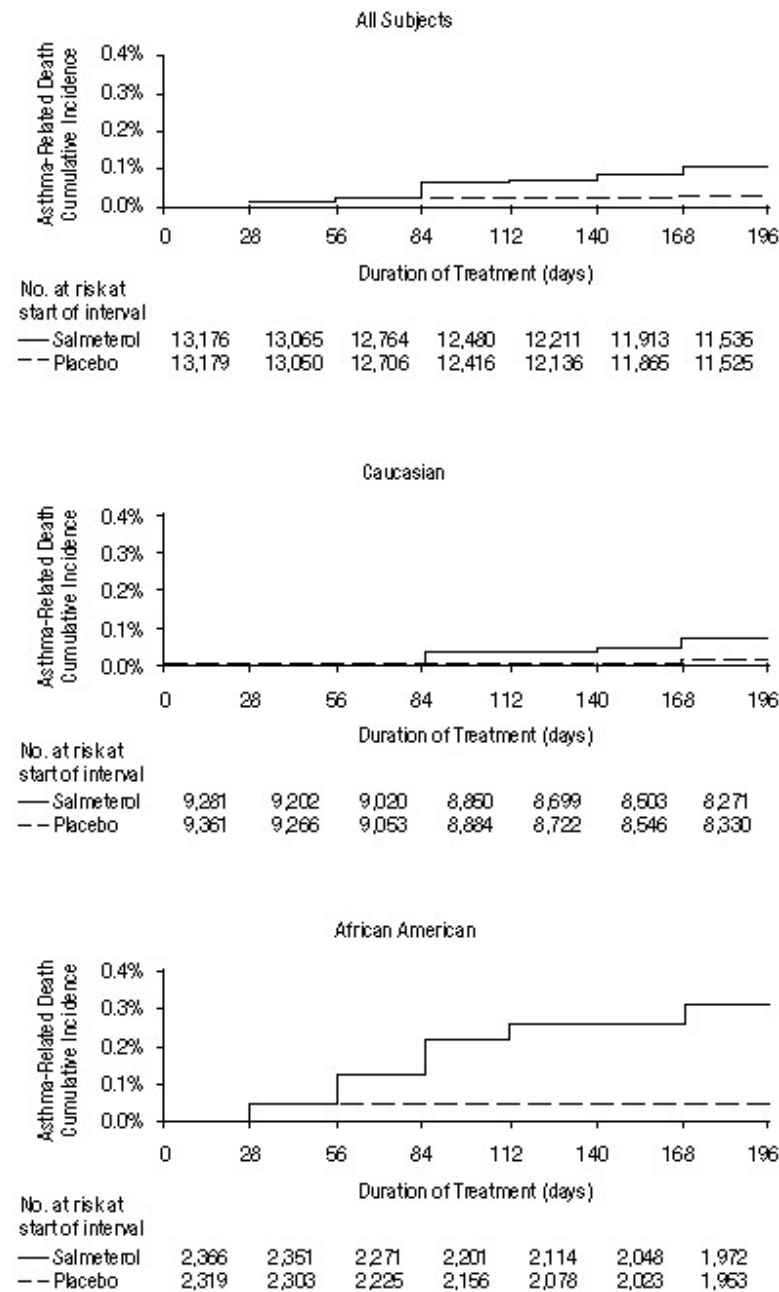 All Subjects
Asthma-Related Death
Cumulative Incidence
0.4%
0.3%
0.2%
0.1%
0.0%
0 28 56 84 112 140 168 196
Duration of Treatment (days)
No. at risk at
start of interval
Salmeterol 13,176 13,065 12,764 12,480 12,211 11,913 11,535
Placebo 13,179 13,050 12,706 12,416 12,136 11,865 11,525
Caucasian
Asthma-Related Death
Cumulative Incidence
0.4%
0.3%
0.2%
0.1%
0.0%
0 28 56 84 112 140 168 196
Duration of Treatment (days)
No. at risk at
start of interval
Salmeterol 9,281 9,202 9,020 8,850 8,699 8,503 8,271
Placebo 9,361 9,266 9,053 8,884 8,722 8,546 8,330
African American
Asthma-Related Death
Cumulative Incidence
0.4%
0.3%
0.2%
0.1%
0.0%
0 28 56 84 112 140 168 196
Duration of Treatment (days)
No. at risk at
start of interval
Salmeterol 2,366 2,351 2,271 2,201 2,114 2,048 1,972
Placebo 2,319 2,303 2,225 2,156 2,078 2,023 1,953